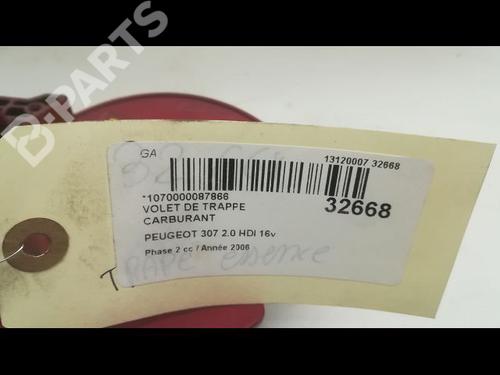 B-PARTS
GA
13120007 32668
32668
*1070000087866
VOLET DE TRAPPE
CARBURANT
PEUGEOT 307 2.0 HDI 16v
Phase 2 cc / Année 2006
essence